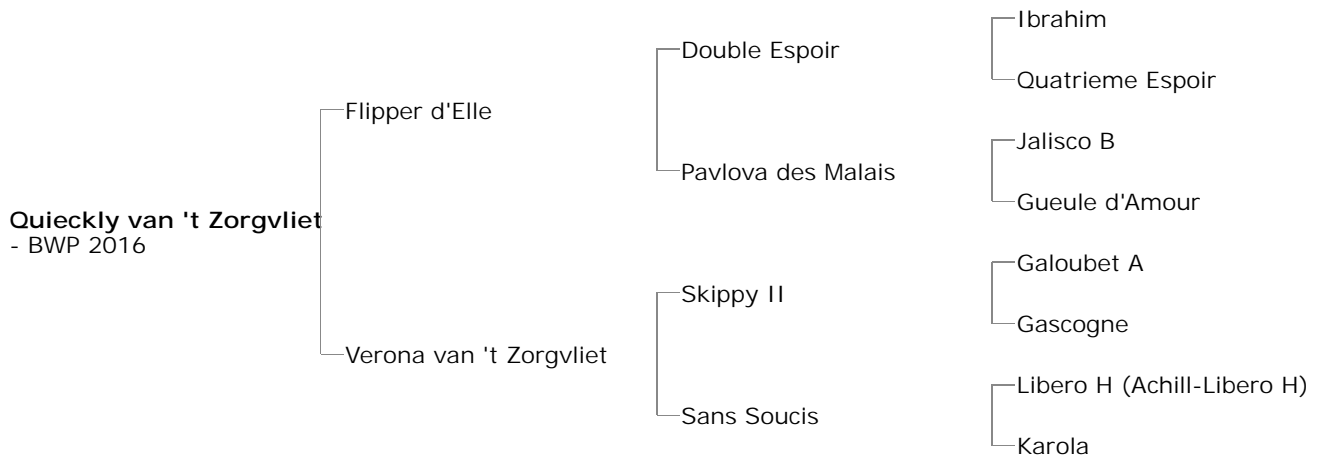 Ibrahim
Double Espoir
Quatrieme Espoir
Flipper d'Elle
Jalisco B
Pavlova des Malais
Gueule d'Amour
Quieckly van 't Zorgvliet
- BWP 2016
Galoubet A
Skippy II
Gascogne
Verona van 't Zorgvliet
Libero H (Achill-Libero H)
Sans Soucis
Karola